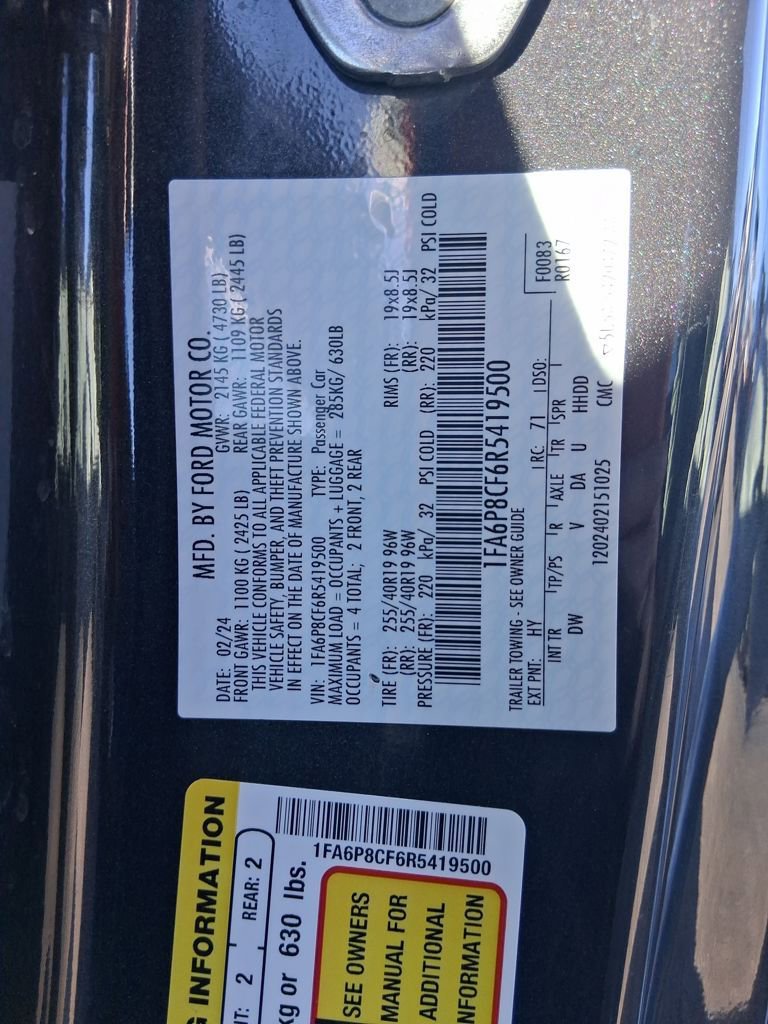 MFD. BY FORD MOTOR CO.
DATE: 02/24 GVWR: 2145 KG ( 4730 LB)
FRONT GAWR: 1100 KG ( 2425 LB) REAR GAWR: 1109 KG ( 2445 LB)
THIS VEHICLE CONFORMS TO ALL APPLICABLE FEDERAL MOTOR
VEHICLE SAFETY, BUMPER, AND THEFT PREVENTION STANDARDS
IN EFFECT ON THE DATE OF MANUFACTURE SHOWN ABOVE.
VIN: 1FA6P8CF6R5419500 TYPE: Passenger Car
MAXIMUM LOAD = OCCUPANTS + LUGGAGE = 285KG/ 630LB
OCCUPANTS = 4 TOTAL; 2 FRONT, 2 REAR
TIRE (FR): 255/40R19 96W RIMS (FR): 19x8.5J
(RR): 255/40R19 96W (RR): 19x8.5J
PRESSURE (FR): 220 kPa/ 32 PSI COLD (RR): 220 kPa/ 32 PSI COLD
1FA6P8CF6R5419500
TRAILER TOWING - SEE OWNER GUIDE
EXT PNT: HY RC: 71 DSO: F0083
INT TR TP/PS R AXLE TR SPR R0167
DW V DA U HHDD
1202402151025 CMC
G INFORMATION
NT: 2 REAR: 2
kg or 630 lbs.
1FA6P8CF6R5419500
SEE OWNERS
MANUAL FOR
ADDITIONAL
INFORMATION